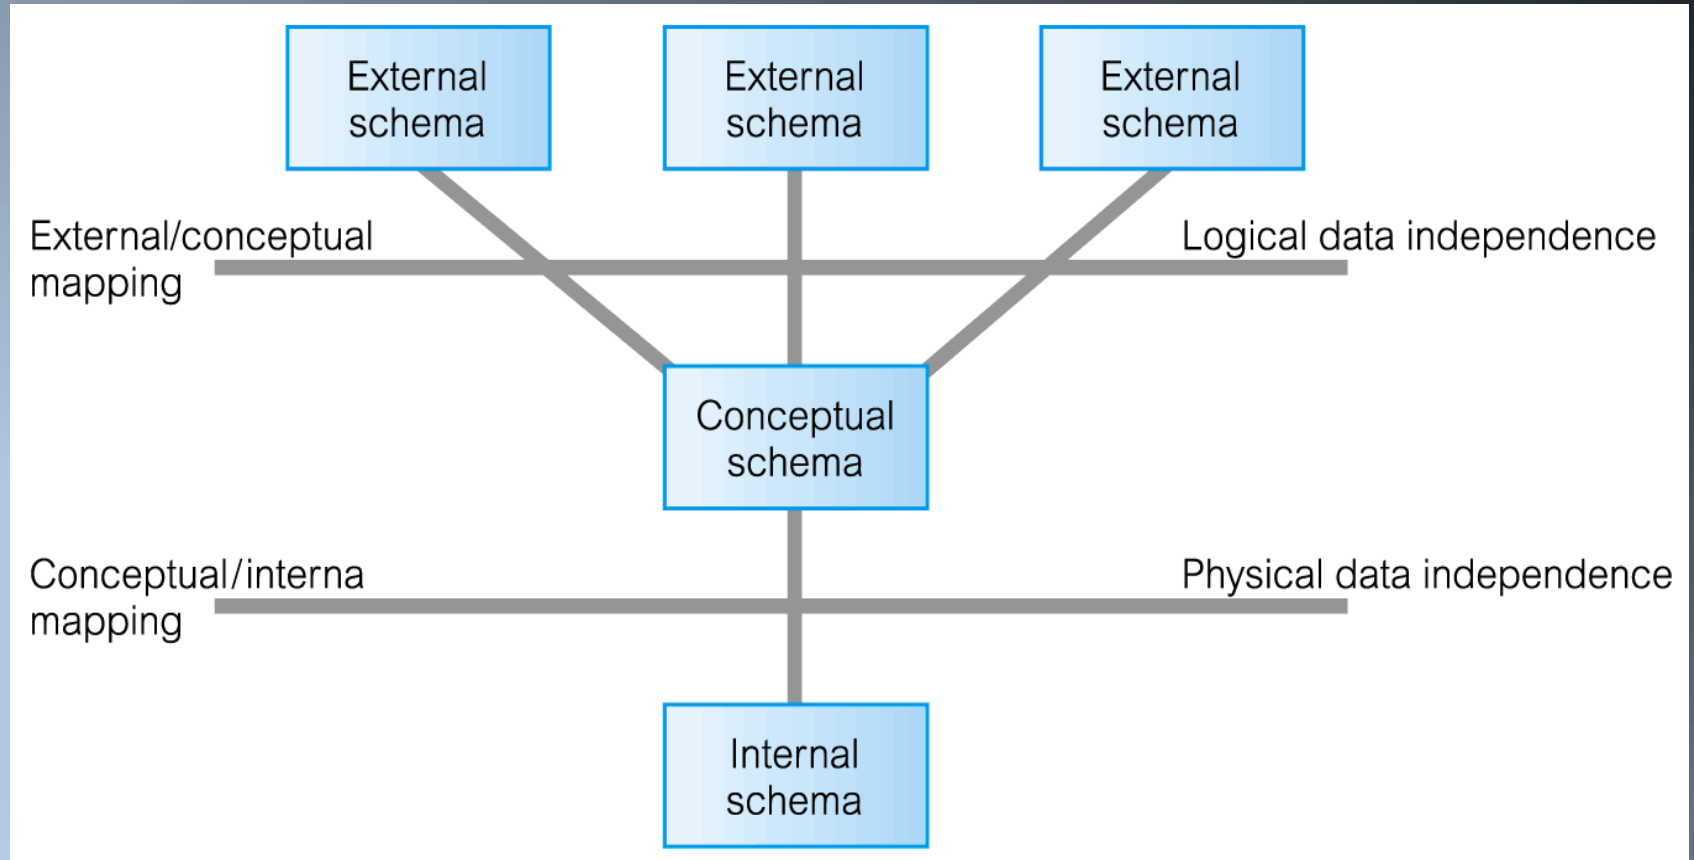 External
schema
External
schema
External
schema
External/conceptual
mapping
Logical data independence
Conceptual
schema
Conceptual/interna
mapping
Physical data independence
Internal
schema